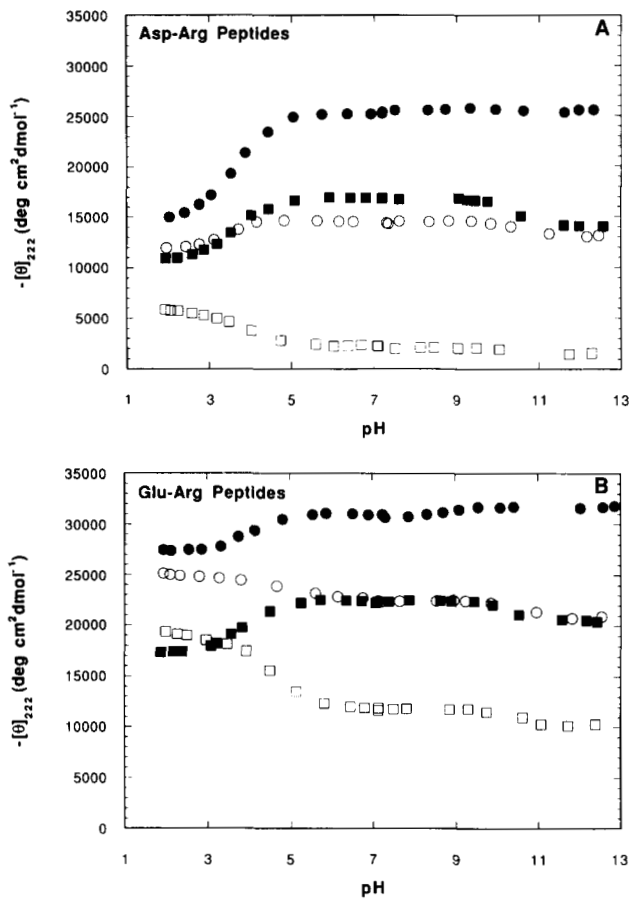 35000
Asp-Arg Peptides
A
30000
25000
20000
15000
10000
5000
0
-[θ]222 (deg cm2dmol-1)
1 3 5 7 9 11 13
pH
35000
Glu-Arg Peptides
B
30000
25000
20000
15000
10000
5000
0
-[θ]222 (deg cm2dmol-1)
1 3 5 7 9 11 13
pH